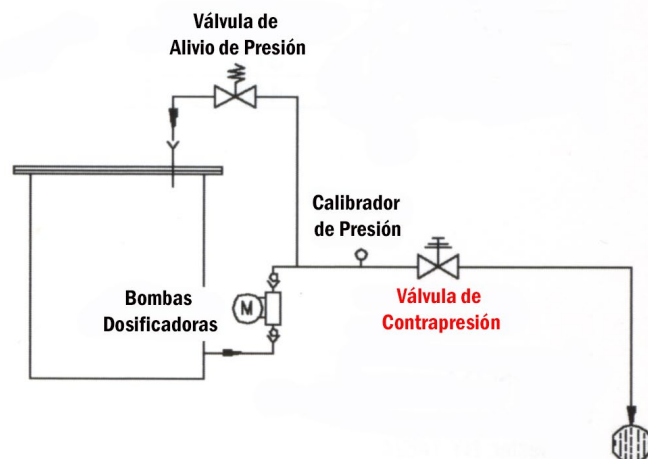 Válvula de
Alivio de Presión
Calibrador
de Presión
Bombas
Dosificadoras
M
Válvula de
Contrapresión